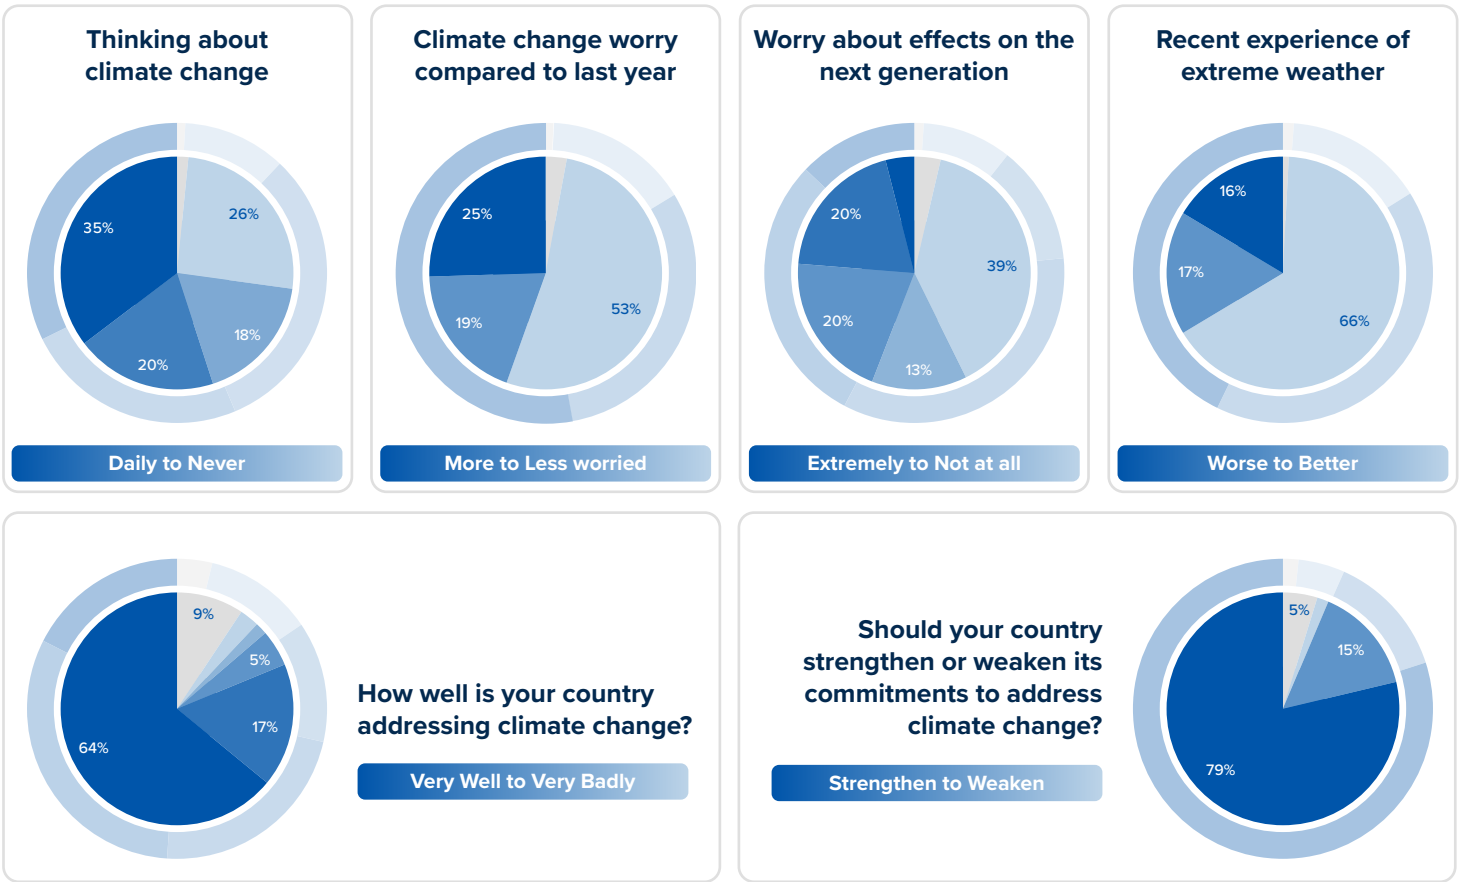 Thinking about
climate change
35%
26%
18%
20%
Daily to Never
Climate change worry
compared to last year
25%
53%
19%
More to Less worried
Worry about effects on the
next generation
20%
39%
20%
13%
Extremely to Not at all
Recent experience of
extreme weather
16%
17%
66%
Worse to Better
9%
5%
17%
64%
How well is your country
addressing climate change?
Very Well to Very Badly
Should your country
strengthen or weaken its
commitments to address
climate change?
Strengthen to Weaken
5%
15%
79%